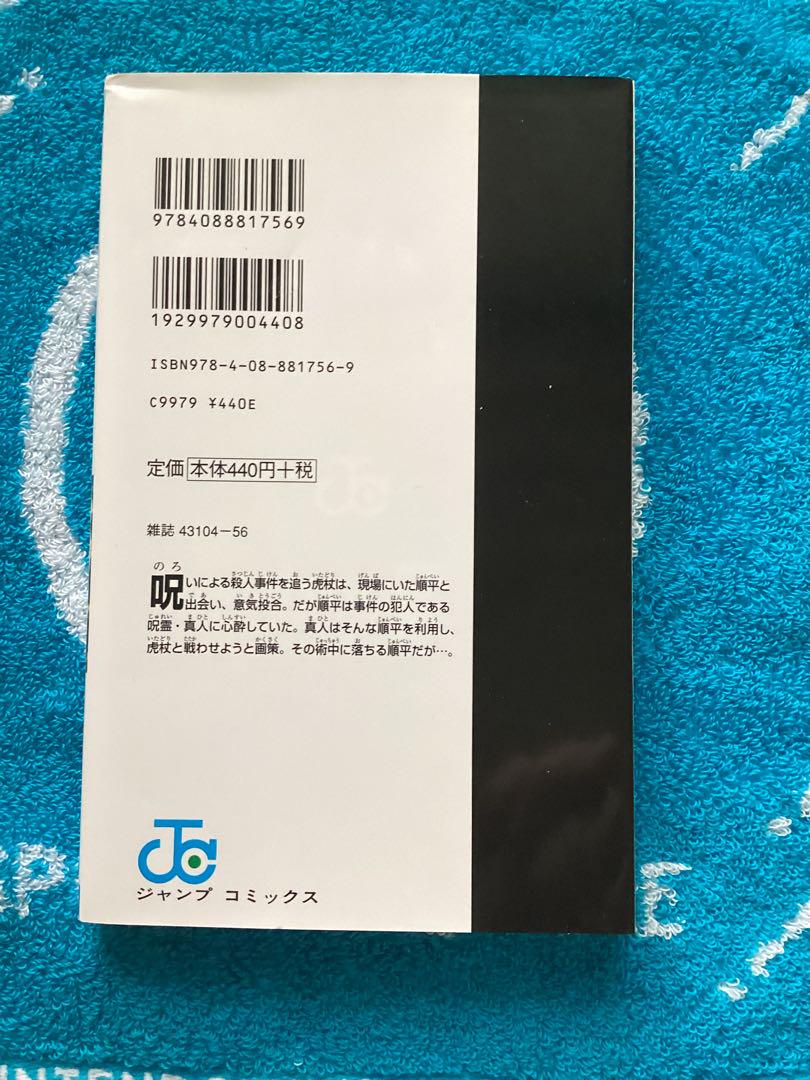 9784088817569
1929979004408
ISBN978-4-08-881756-9
C9979 ¥440E
定価 本体440円+税
雑誌 43104-56
呪いによる殺人事件を追う虎杖は、現場にいた順平と
出会い、意気投合。だが順平は事件の犯人である
呪霊・真人に心酔していた。真人はそんな順平を利用し、
虎杖と戦わせようと画策。その術中に落ちる順平だが…。
JC
ジャンプ コミックス
P
E
NINTENDO